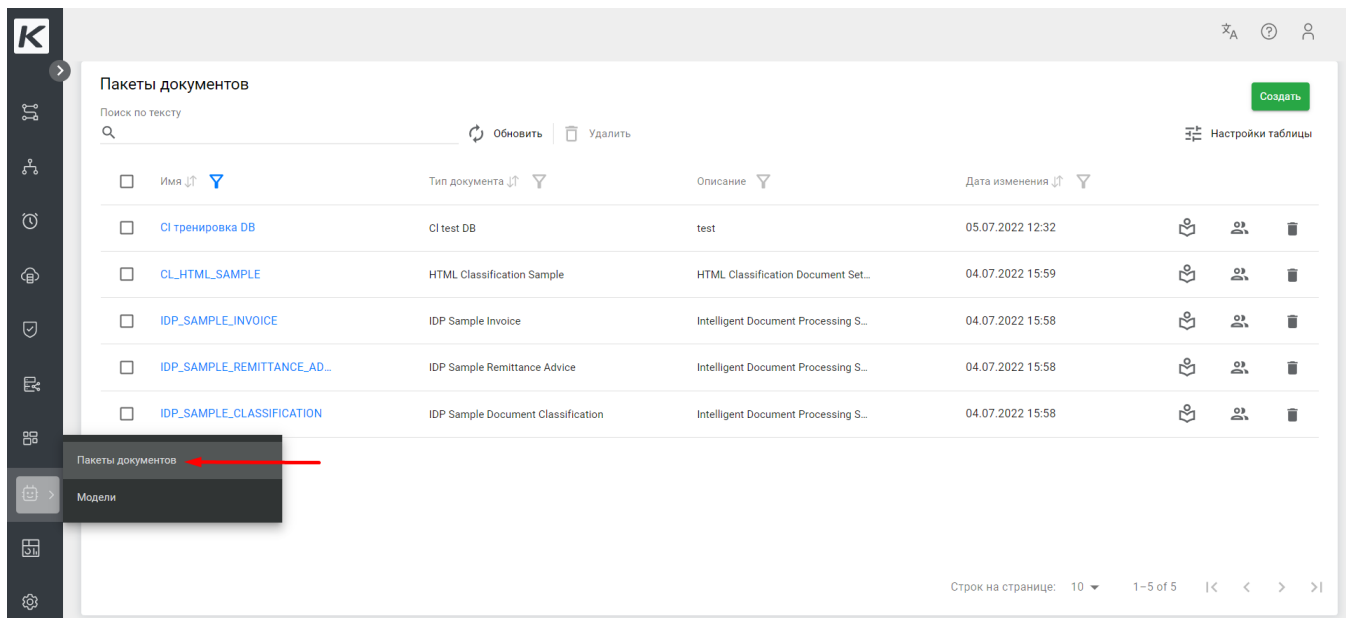 K
Пакеты документов
Создать
Поиск по тексту
Обновить Удалить Настройки таблицы
Имя Тип документа Описание Дата изменения
Cl тренировка DB Cl test DB test 05.07.2022 12:32
CL_HTML_SAMPLE HTML Classification Sample HTML Classification Document Set... 04.07.2022 15:59
IDP_SAMPLE_INVOICE IDP Sample Invoice Intelligent Document Processing S... 04.07.2022 15:58
IDP_SAMPLE_REMITTANCE_AD... IDP Sample Remittance Advice Intelligent Document Processing S... 04.07.2022 15:58
IDP_SAMPLE_CLASSIFICATION IDP Sample Document Classification Intelligent Document Processing S... 04.07.2022 15:58
Пакеты документов
Модели
Строк на странице: 10 1–5 of 5